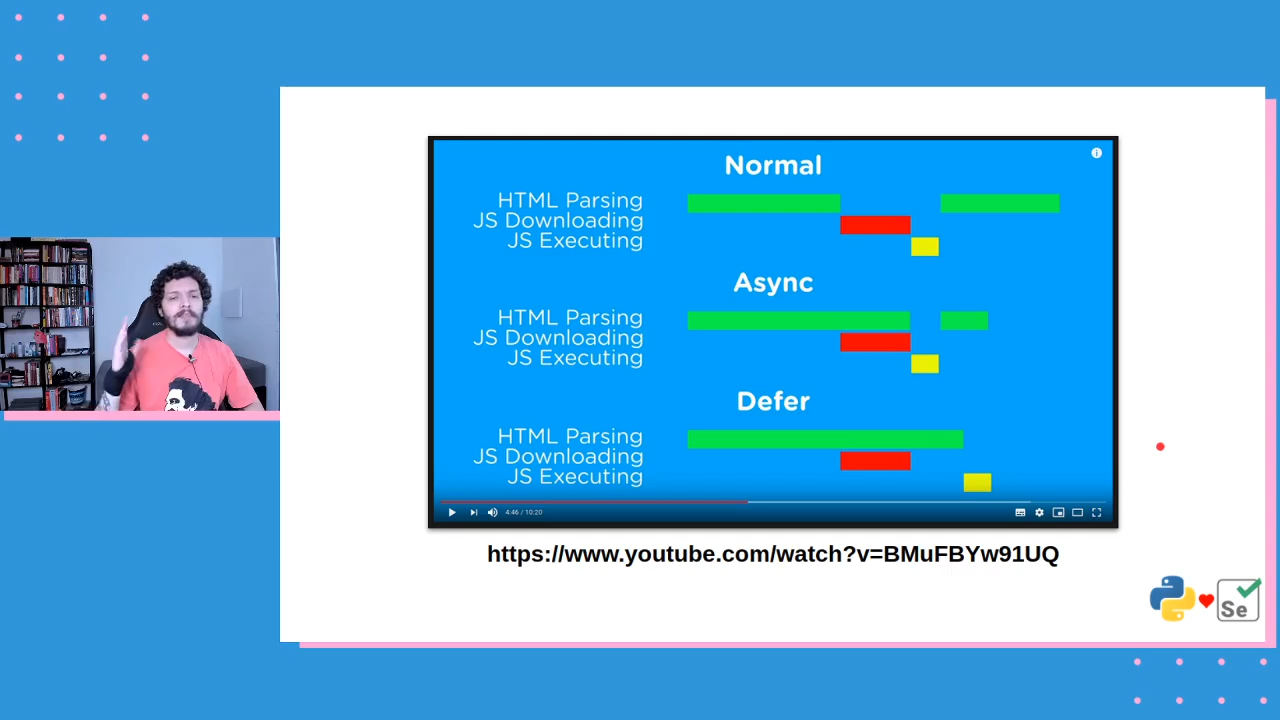 Normal
HTML Parsing
JS Downloading
JS Executing
Async
HTML Parsing
JS Downloading
JS Executing
Defer
HTML Parsing
JS Downloading
JS Executing
4:46 / 10:20
https://www.youtube.com/watch?v=BMuFBYw91UQ
Se